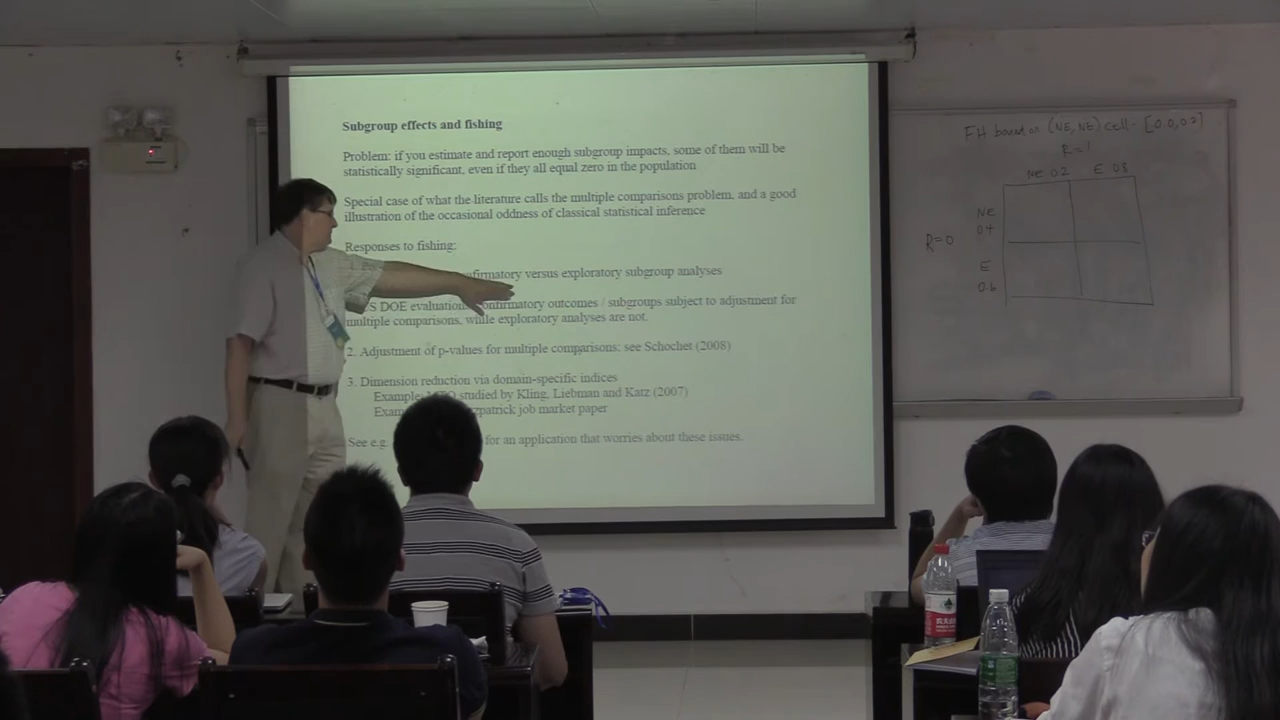 Subgroup effects and fishing
Problem: if you estimate and report enough subgroup impacts, some of them will be
statistically significant, even if they all equal zero in the population
Special case of what the literature calls the multiple comparisons problem, and a good
illustration of the occasional oddness of classical statistical inference
Responses to fishing:
versus exploratory subgroup analyses
DOE outcomes / subgroups subject to adjustment for
multiple comparisons, while exploratory analyses are not.
2. Adjustment of p-values for multiple comparisons: see Schochet (2008)
3. Dimension reduction via domain-specific indices
Example: MTO studied by Kling, Liebman and Katz (2007)
job market paper
See e.g. for an application that worries about these issues.
FH bound on (NE, NE) cell - [0.0, 0.2]
R=1
NE 0.2 E 0.8
NE
0.4
R=0
E
0.6